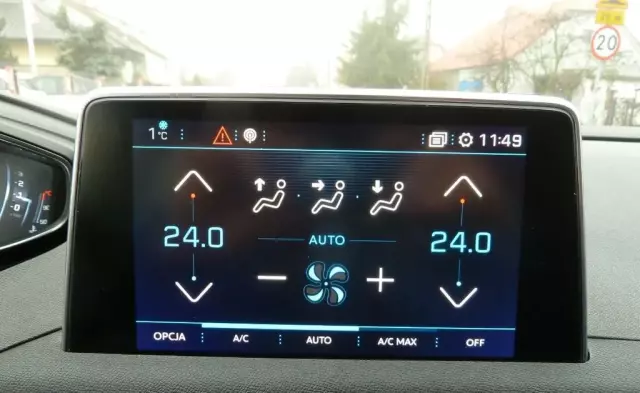 20
1°C 11:49
24.0 24.0
AUTO
− +
OPCJA A/C AUTO A/C MAX OFF